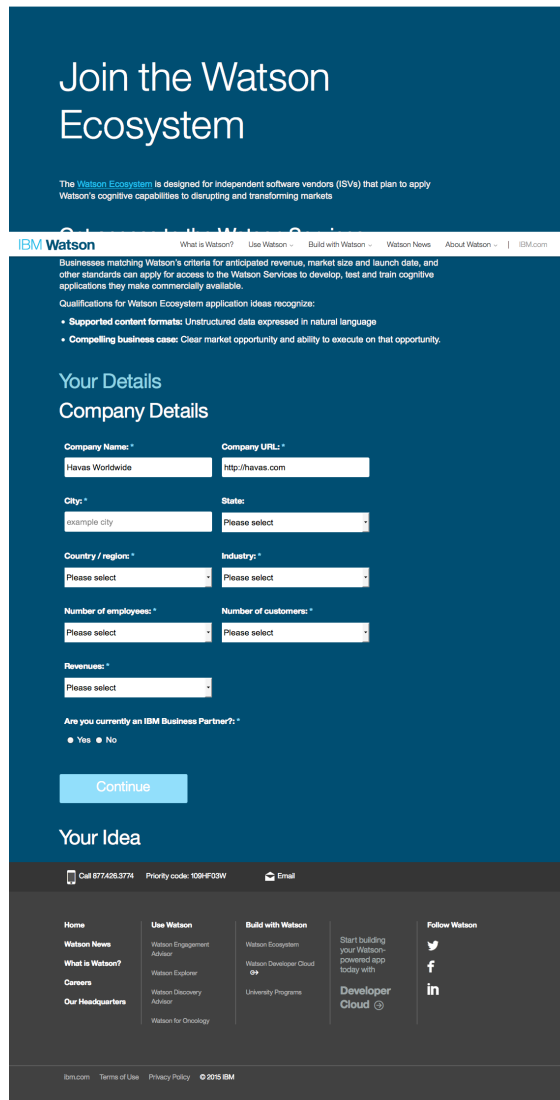 Join the Watson
Ecosystem
The Watson Ecosystem is designed for independent software vendors (ISVs) that plan to apply
Watson's cognitive capabilities to disrupting and transforming markets
IBM Watson
What is Watson?
Use Watson
Build with Watson
Watson News
About Watson
|
IBM.com
Businesses matching Watson's criteria for anticipated revenue, market size and launch date, and
other standards can apply for access to the Watson Services to develop, test and train cognitive
applications they make commercially available.
Qualifications for Watson Ecosystem application ideas recognize:
• Supported content formats: Unstructured data expressed in natural language
• Compelling business case: Clear market opportunity and ability to execute on that opportunity.
Your Details
Company Details
Company Name: *
Company URL: *
Havas Worldwide
http://havas.com
City: *
State:
example city
Please select
Country / region: *
Industry: *
Please select
Please select
Number of employees: *
Number of customers: *
Please select
Please select
Revenues: *
Please select
Are you currently an IBM Business Partner?: *
Yes
No
Continue
Your Idea
Call 877.426.3774
Priority code: 109HF03W
Email
Home
Watson News
What is Watson?
Careers
Our Headquarters
Use Watson
Watson Engagement
Advisor
Watson Explorer
Watson Discovery
Advisor
Watson for Oncology
Build with Watson
Watson Ecosystem
Watson Developer Cloud
University Programs
Start building
your Watson-
powered app
today with
Developer
Cloud
Follow Watson
ibm.com
Terms of Use
Privacy Policy
© 2015 IBM